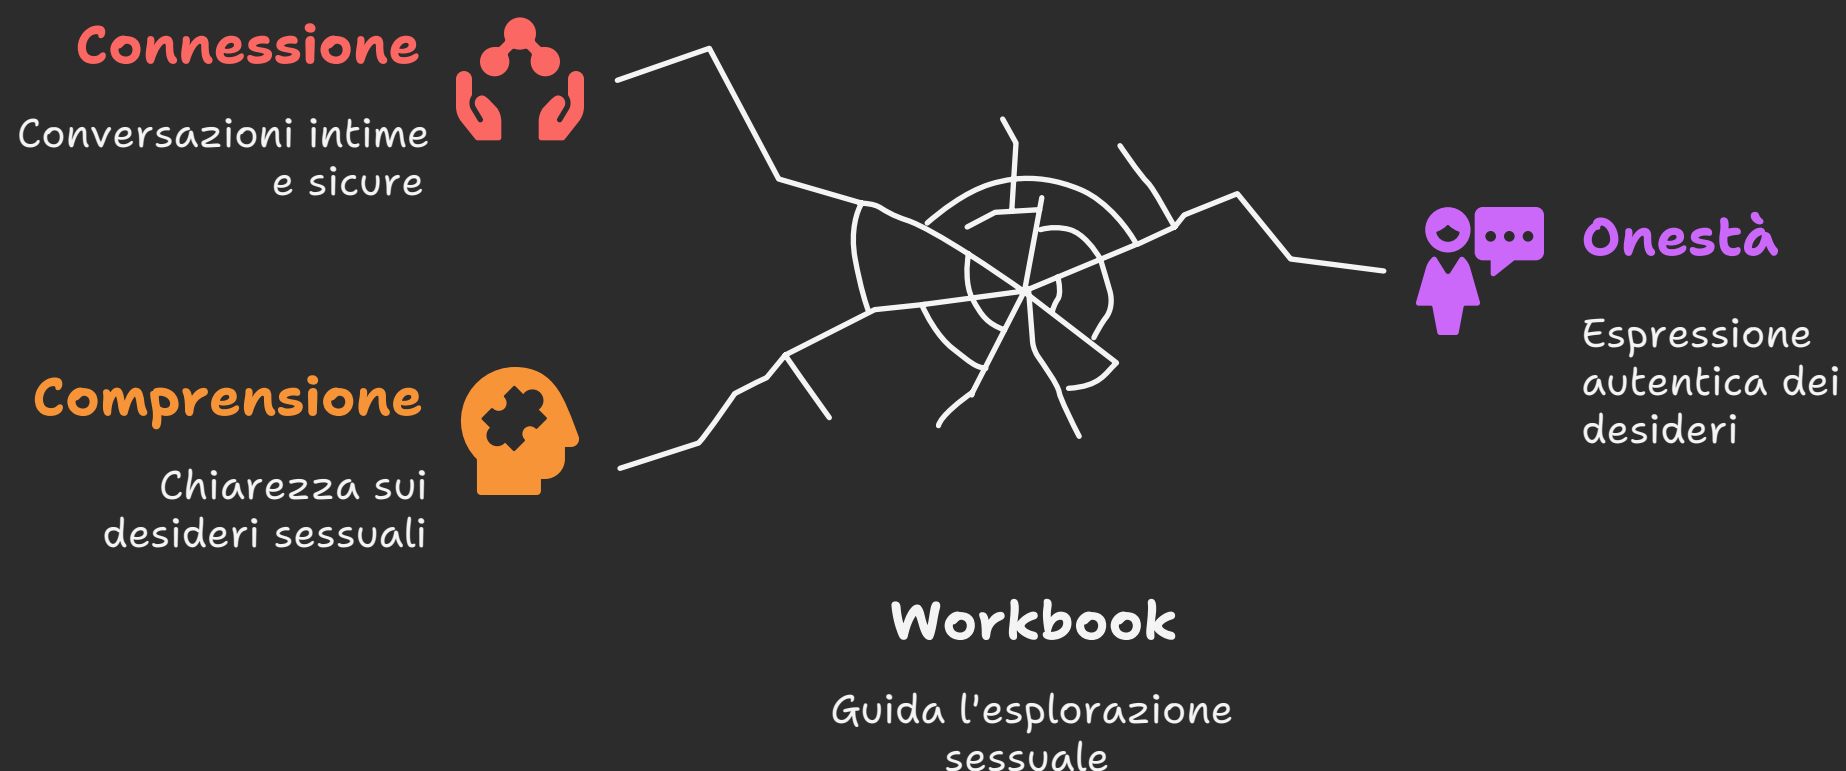 Connessione
Conversazioni intime
e sicure
Comprensione
Chiarezza sui
desideri sessuali
Onestà
Espressione
autentica dei
desideri
Workbook
Guida l'esplorazione
sessuale